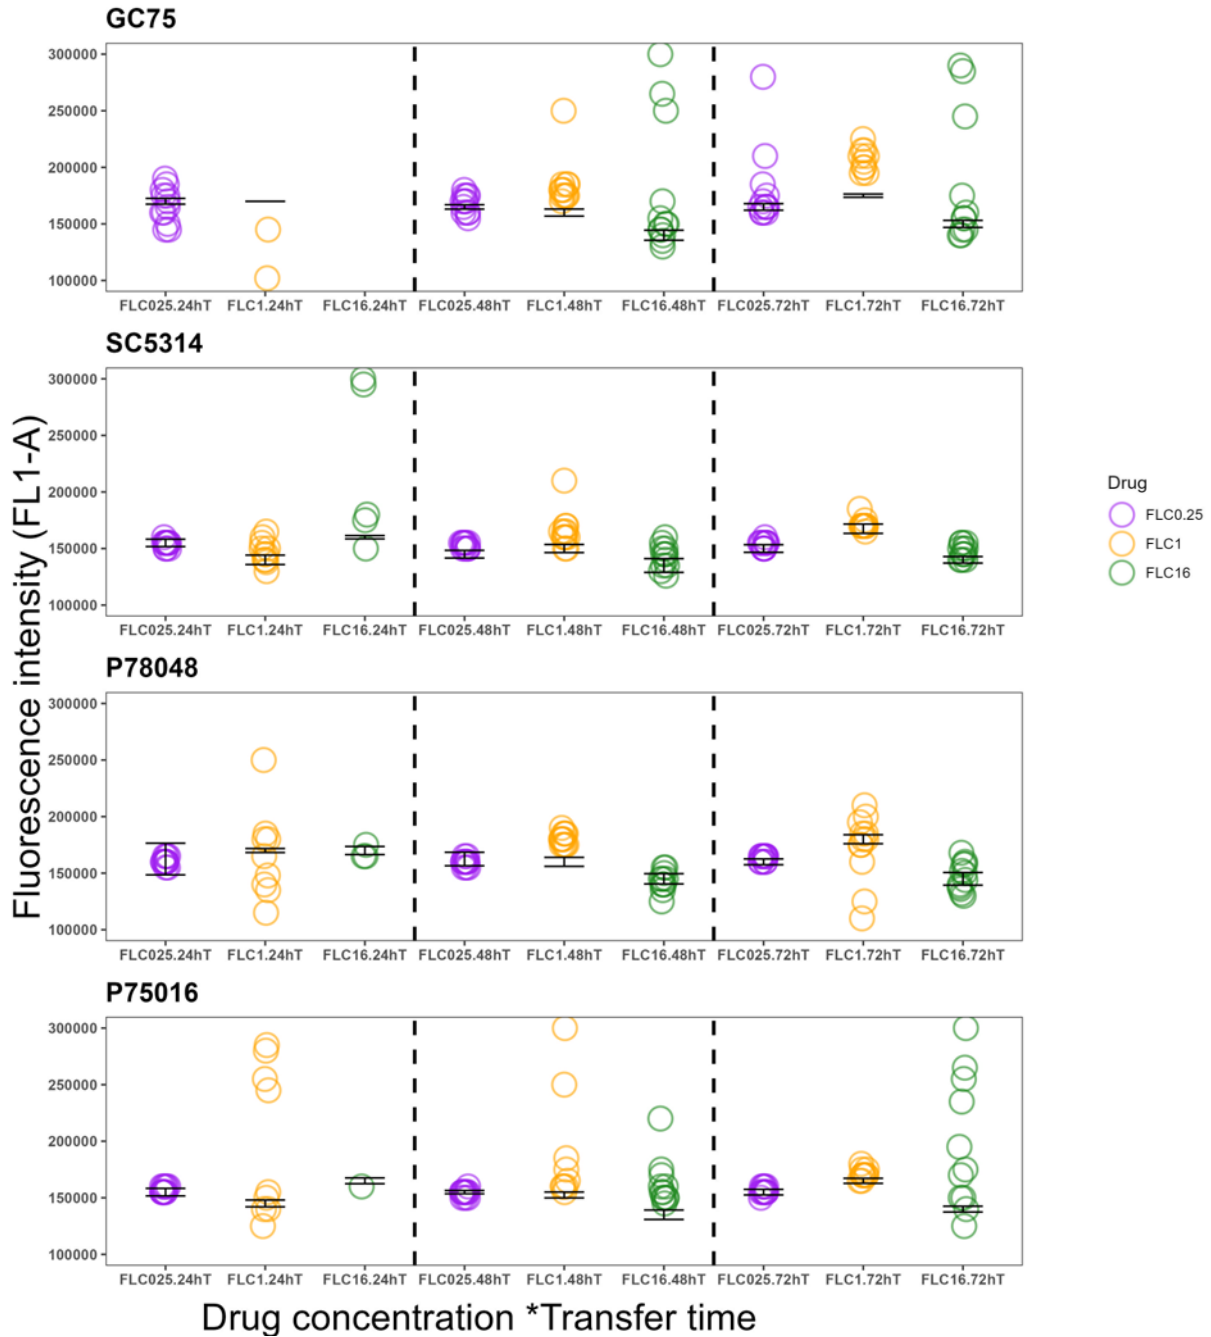 GC75
300000
250000
200000
150000
100000
FLC025.24hT FLC1.24hT FLC16.24hT FLC025.48hT FLC1.48hT FLC16.48hT FLC025.72hT FLC1.72hT FLC16.72hT
SC5314
300000
250000
200000
150000
100000
FLC025.24hT FLC1.24hT FLC16.24hT FLC025.48hT FLC1.48hT FLC16.48hT FLC025.72hT FLC1.72hT FLC16.72hT
P78048
300000
250000
200000
150000
100000
FLC025.24hT FLC1.24hT FLC16.24hT FLC025.48hT FLC1.48hT FLC16.48hT FLC025.72hT FLC1.72hT FLC16.72hT
P75016
300000
250000
200000
150000
100000
FLC025.24hT FLC1.24hT FLC16.24hT FLC025.48hT FLC1.48hT FLC16.48hT FLC025.72hT FLC1.72hT FLC16.72hT
Fluorescence intensity (FL1-A)
Drug concentration *Transfer time
Drug
FLC0.25
FLC1
FLC16